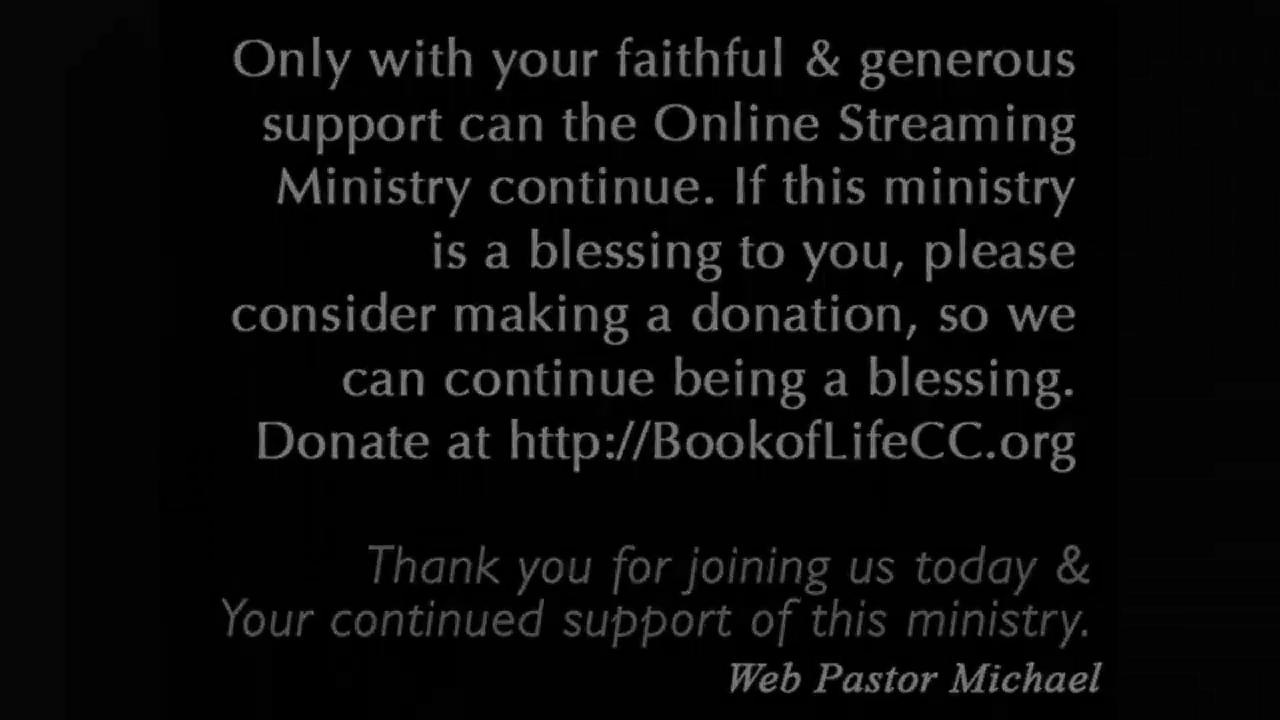 Only with your faithful & generous
support can the Online Streaming
Ministry continue. If this ministry
is a blessing to you, please
consider making a donation, so we
can continue being a blessing.
Donate at http://BookofLifeCC.org
Thank you for joining us today &
Your continued support of this ministry.
Web Pastor Michael